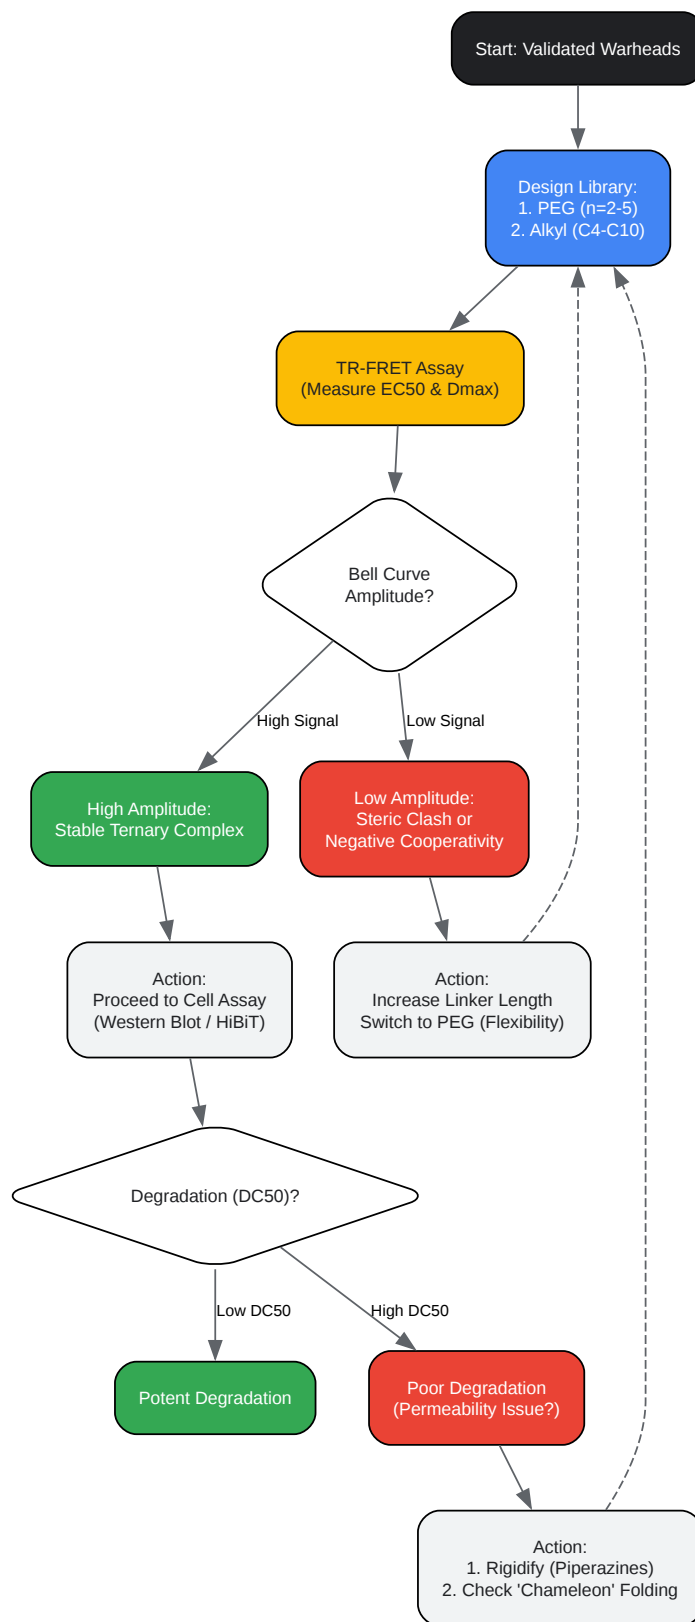 Start: Validated Warheads
Design Library:
1. PEG (n=2-5)
2. Alkyl (C4-C10)
TR-FRET Assay
(Measure EC50 & Dmax)
Bell Curve
Amplitude?
High Signal
Low Signal
High Amplitude:
Stable Ternary Complex
Low Amplitude:
Steric Clash or
Negative Cooperativity
Action:
Proceed to Cell Assay
(Western Blot / HiBiT)
Action:
Increase Linker Length
Switch to PEG (Flexibility)
Degradation (DC50)?
Low DC50
High DC50
Potent Degradation
Poor Degradation
(Permeability Issue?)
Action:
1. Rigidify (Piperazines)
2. Check 'Chameleon' Folding